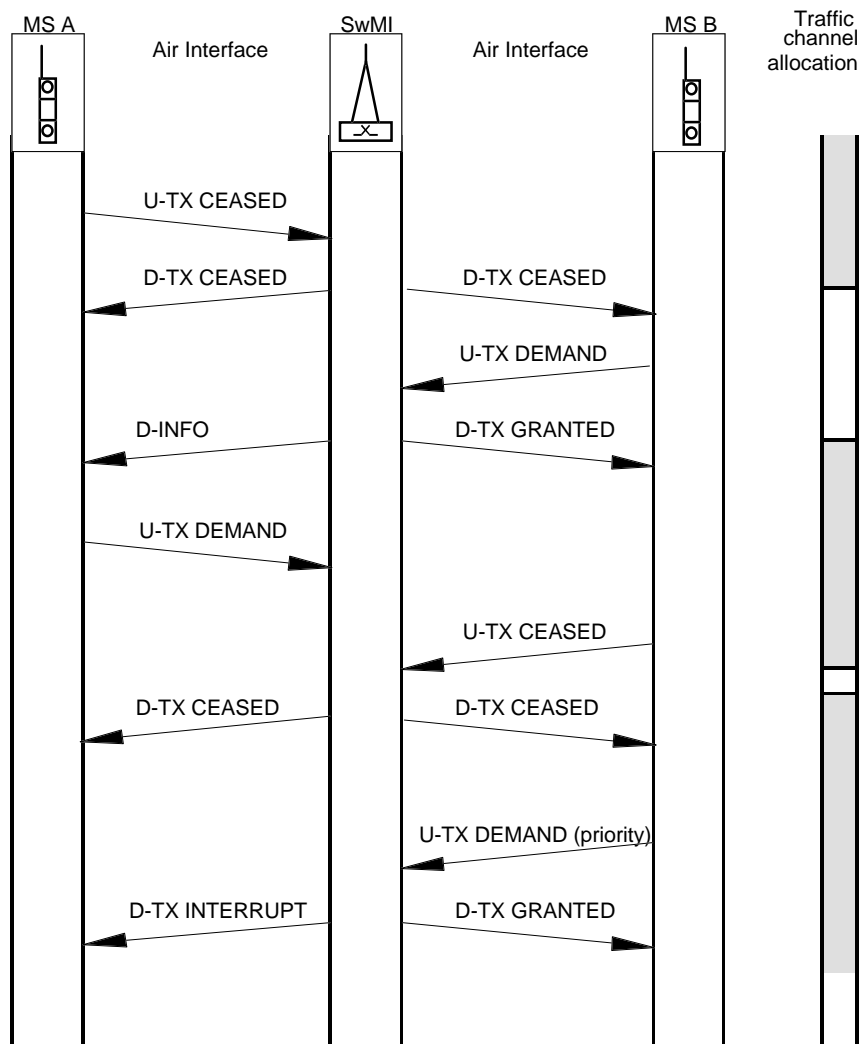 MS A
Air Interface
SwMI
Air Interface
MS B
Traffic
channel
allocation
X
U-TX CEASED
D-TX CEASED
D-TX CEASED
U-TX DEMAND
D-INFO
D-TX GRANTED
U-TX DEMAND
U-TX CEASED
D-TX CEASED
D-TX CEASED
U-TX DEMAND (priority)
D-TX INTERRUPT
D-TX GRANTED